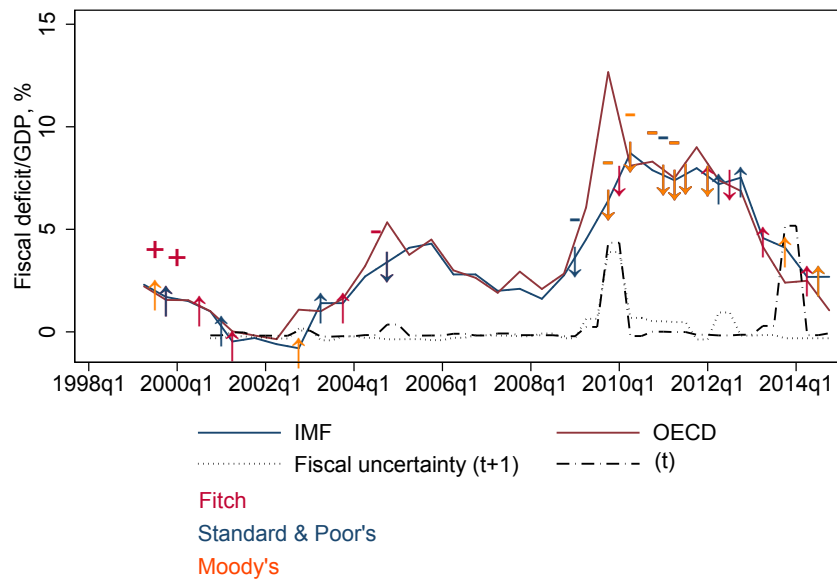 15
10
5
0
Fiscal deficit/GDP, %
1998q1 2000q1 2002q1 2004q1 2006q1 2008q1 2010q1 2012q1 2014q1
IMF OECD
Fiscal uncertainty (t+1) (t)
Fitch
Standard & Poor's
Moody's